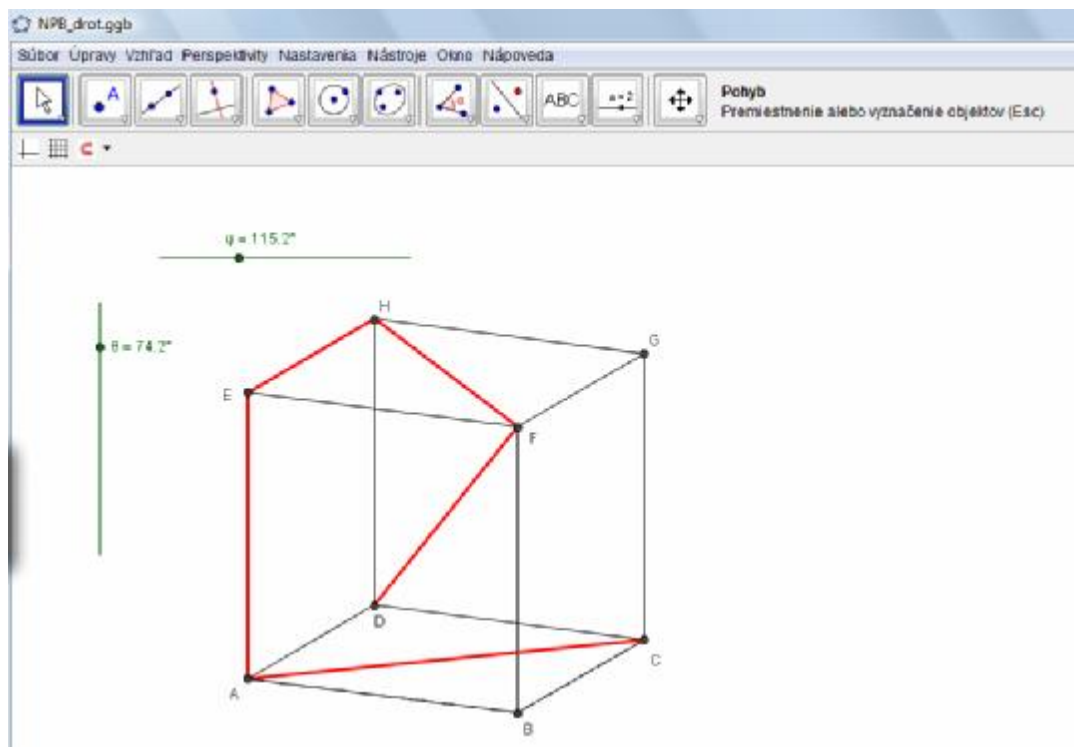 NPB_drot.ggb
Súbor Úpravy Vzhľad Perspektívy Nastavenia Nástroje Okno Nápoveda
A
α
ABC
a = 2
Pohyb
Premiestnenie alebo vyznačenie objektov (Esc)
φ = 115.2°
θ = 74.2°
H
G
E
F
D
C
A
B